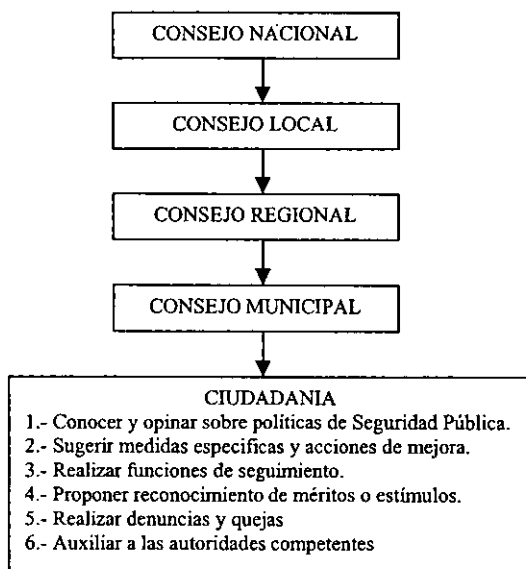 CONSEJO NACIONAL
CONSEJO LOCAL
CONSEJO REGIONAL
CONSEJO MUNICIPAL
CIUDADANIA
1.- Conocer y opinar sobre políticas de Seguridad Pública.
2.- Sugerir medidas especificas y acciones de mejora.
3.- Realizar funciones de seguimiento.
4.- Proponer reconocimiento de méritos o estímulos.
5.- Realizar denuncias y quejas
6.- Auxiliar a las autoridades competentes